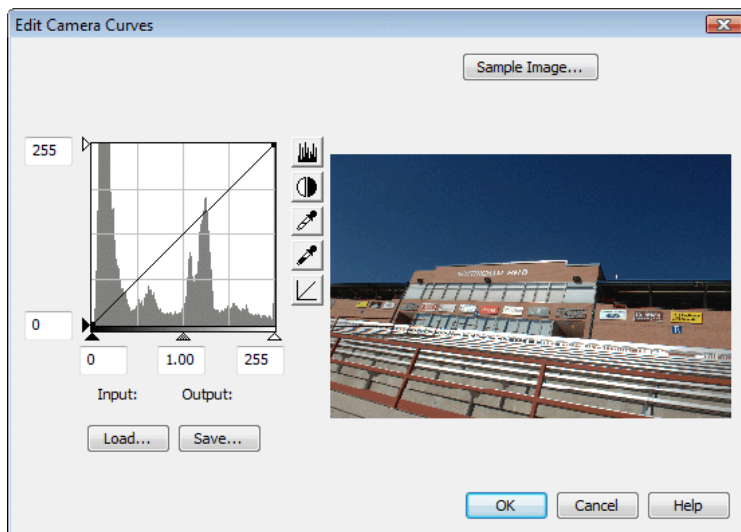 Edit Camera Curves
Sample Image...
255
0
0 1.00 255
Input: Output:
Load... Save...
OK Cancel Help